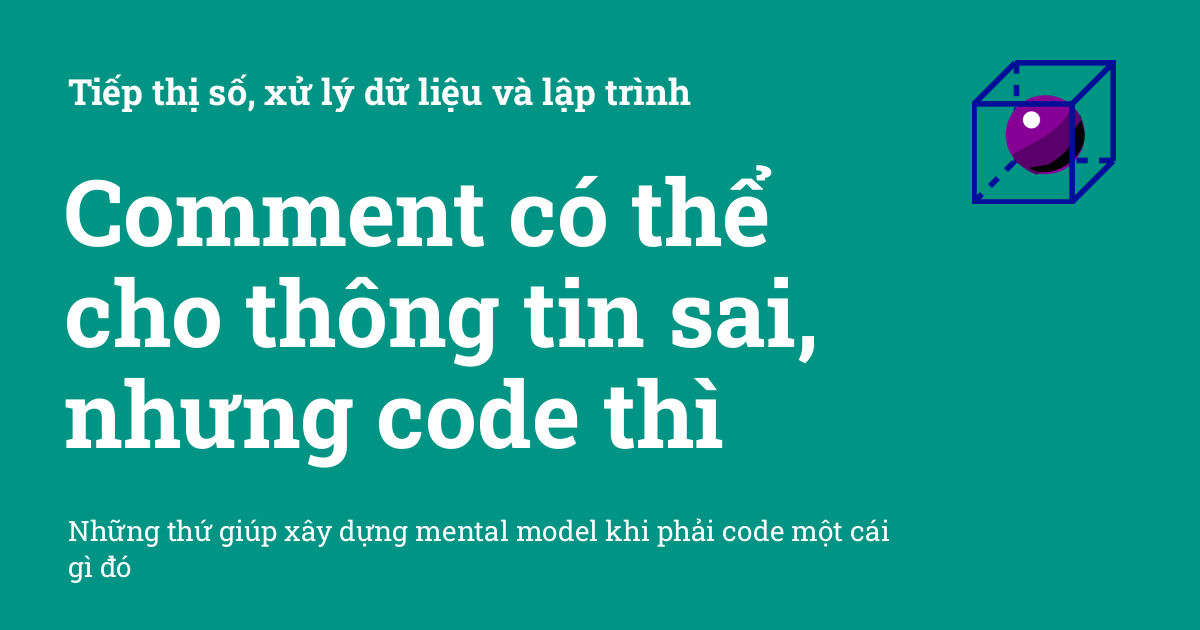 Tiếp thị số, xử lý dữ liệu và lập trình
Comment có thể
cho thông tin sai,
nhưng code thì
Những thứ giúp xây dựng mental model khi phải code một cái
gì đó